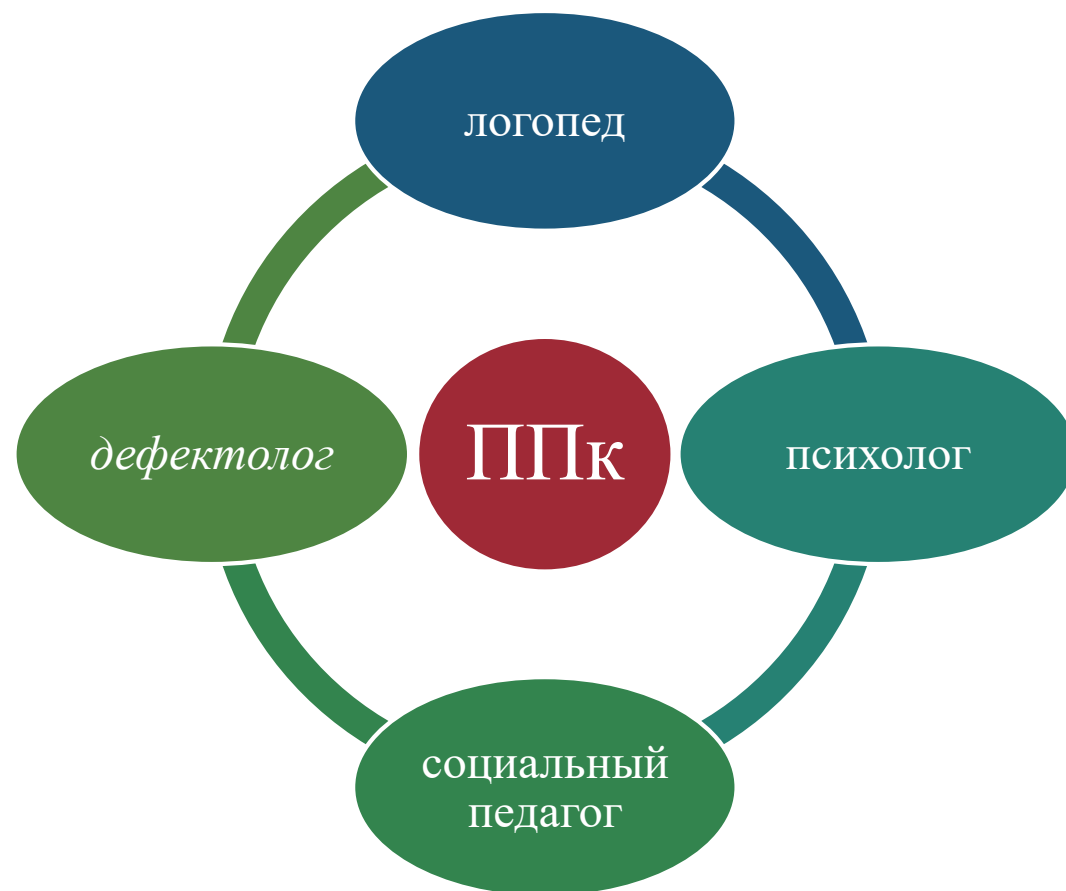 логопед
дефектолог
ППк
психолог
социальный
педагог